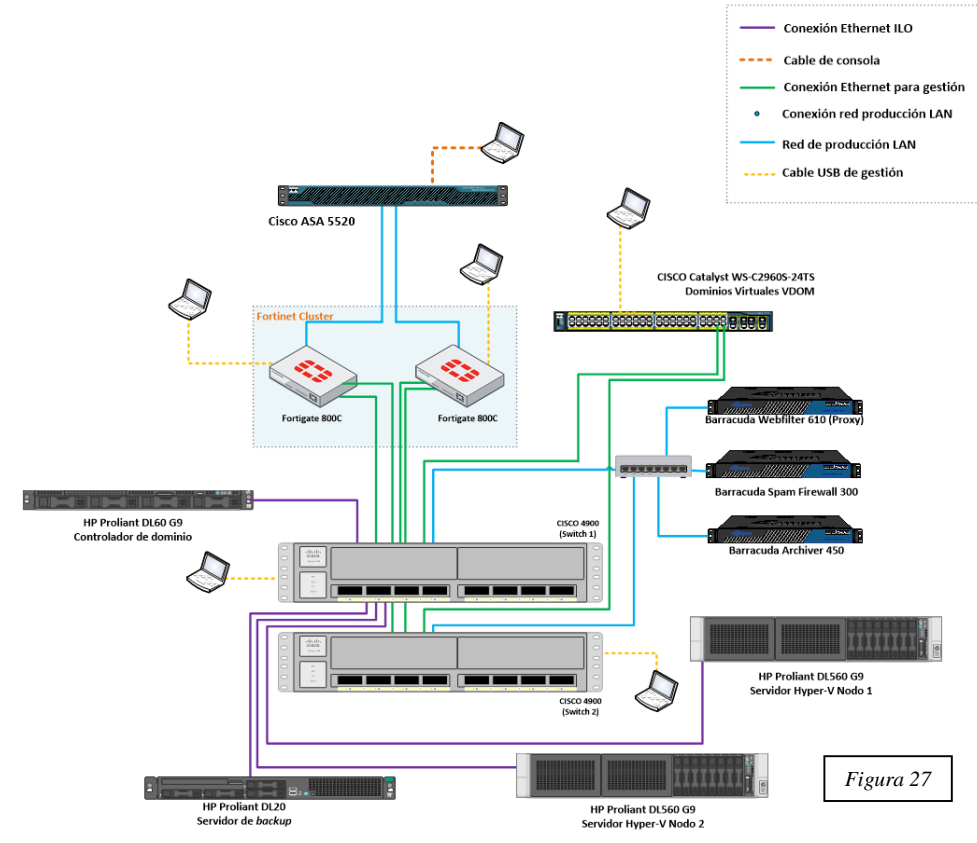 Conexión Ethernet ILO
Cable de consola
Conexión Ethernet para gestión
Conexión red producción LAN
Red de producción LAN
Cable USB de gestión
Cisco ASA 5520
CISCO Catalyst WS-C2960S-24TS
Dominios Virtuales VDOM
Fortinet Cluster
Fortigate 800C
Fortigate 800C
Barracuda Webfilter 610 (Proxy)
Barracuda Spam Firewall 300
Barracuda Archiver 450
HP Proliant DL60 G9
Controlador de dominio
CISCO 4900
(Switch 1)
CISCO 4900
(Switch 2)
HP Proliant DL560 G9
Servidor Hyper-V Nodo 1
HP Proliant DL20
Servidor de backup
HP Proliant DL560 G9
Servidor Hyper-V Nodo 2
Figura 27